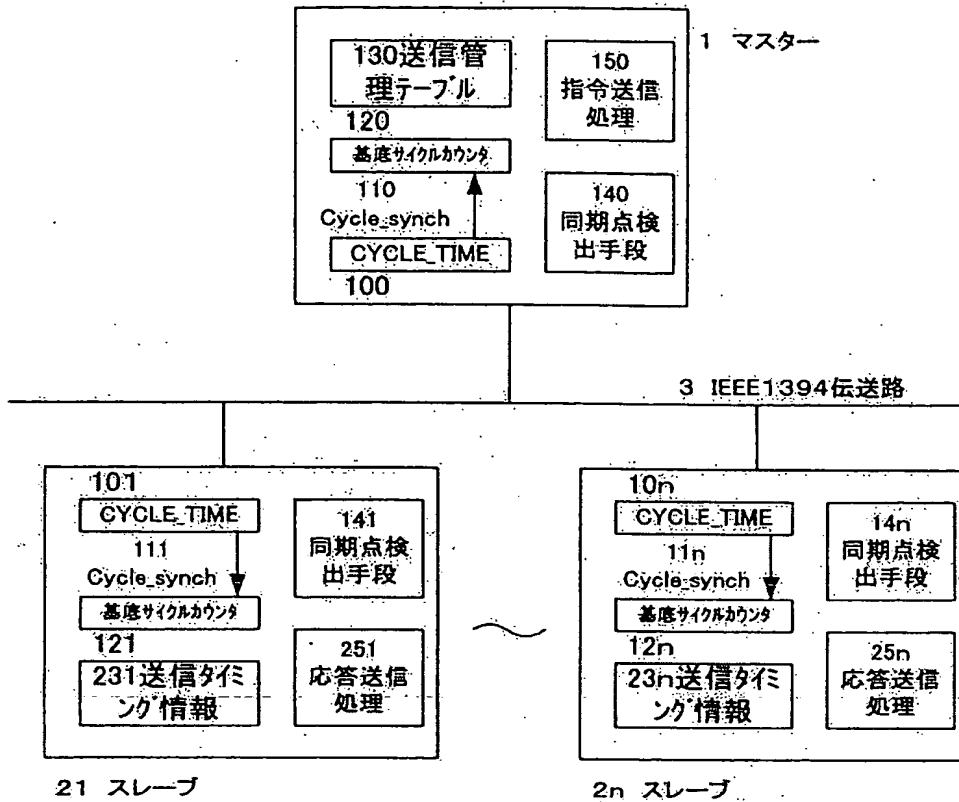 1 マスター
130送信管
理テーブル
150
指令送信
処理
120
基底サイクルカウンタ
110
Cycle_synch
140
同期点検
出手段
CYCLE_TIME
100
3 IEEE1394伝送路
101
CYCLE_TIME
141
同期点検
出手段
111
Cycle_synch
基底サイクルカウンタ
121
231送信タイミ
ング情報
251
応答送信
処理
21 スレーブ
10n
CYCLE_TIME
14n
同期点検
出手段
11n
Cycle-synch
基底サイクルカウンタ
12n
23n送信タイミ
ング情報
25n
応答送信
処理
2n スレーブ